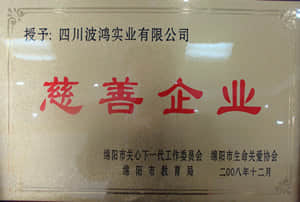 授予:四川波鸿实业有限公司
慈善企业
绵阳市关心下一代工作委员会 绵阳市生命关爱协会
绵阳市教育局 二00八年十二月